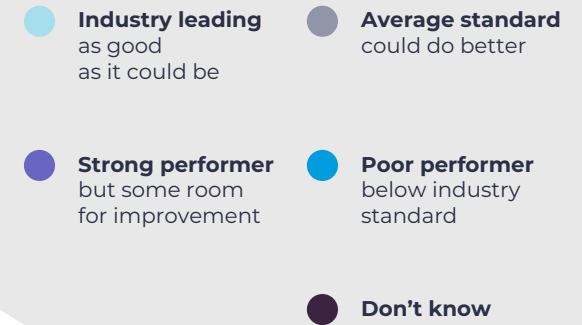 Industry leading
as good
as it could be
Average standard
could do better
Strong performer
but some room
for improvement
Poor performer
below industry
standard
Don’t know